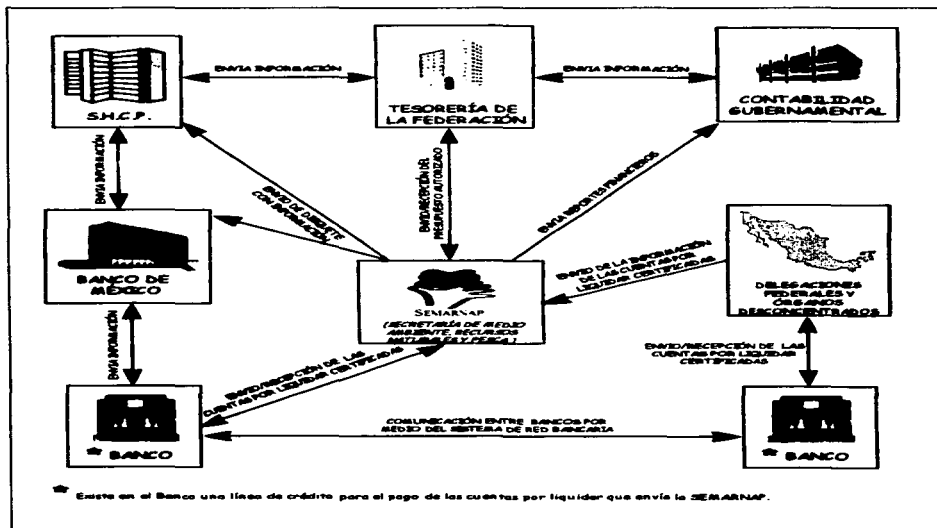 ENVIA INFORMACIÓN
ENVIA INFORMACIÓN
S.H.C.P.
TESORERÍA DE
LA FEDERACIÓN
CONTABILIDAD
GUBERNAMENTAL
ENVIA INFORMACIÓN
ENVIO DE DISQUETE
CON INFORMACIÓN
ENVIO/RECEPCIÓN DEL
PRESUPUESTO AUTORIZADO
ENVIA REPORTES FINANCIEROS
BANCO DE
MÉXICO
ENVIO DE LA INFORMACIÓN
DE LAS CUENTAS POR
LIQUIDAR CERTIFICADAS
DELEGACIONES
FEDERALES Y
ÓRGANOS
DESCONCENTRADOS
SEMARNAP
(SECRETARÍA DE MEDIO
AMBIENTE, RECURSOS
NATURALES Y PESCA)
ENVIA INFORMACIÓN
ENVIO/RECEPCIÓN DE LAS
CUENTAS POR LIQUIDAR CERTIFICADAS
ENVIO/RECEPCIÓN DE LAS
CUENTAS POR LIQUIDAR
CERTIFICADAS
COMUNICACIÓN ENTRE BANCOS POR
MEDIO DEL SISTEMA DE RED BANCARIA
* BANCO
* BANCO
* Existe en el Banco una línea de crédito para el pago de las cuentas por liquidar que envía la SEMARNAP.